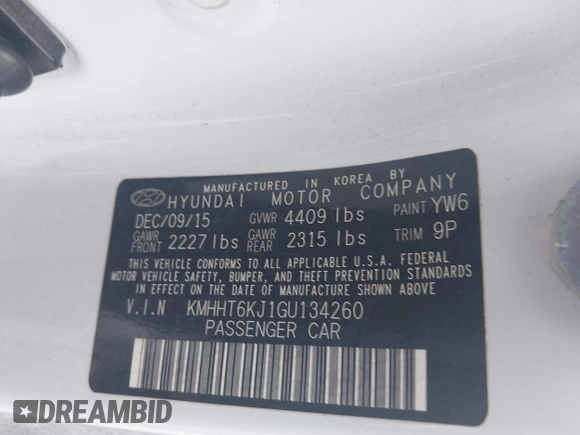 MANUFACTURED IN KOREA BY
HYUNDAI MOTOR COMPANY
DEC/09/15 GVWR 4409 lbs PAINT YW6
GAWR FRONT 2227 lbs GAWR REAR 2315 lbs TRIM 9P
THIS VEHICLE CONFORMS TO ALL APPLICABLE U.S.A. FEDERAL
MOTOR VEHICLE SAFETY, BUMPER, AND THEFT PREVENTION STANDARDS
IN EFFECT ON THE DATE OF MANUFACTURE SHOWN ABOVE.
V.I.N KMHHT6KJ1GU134260
PASSENGER CAR
DREAMBID